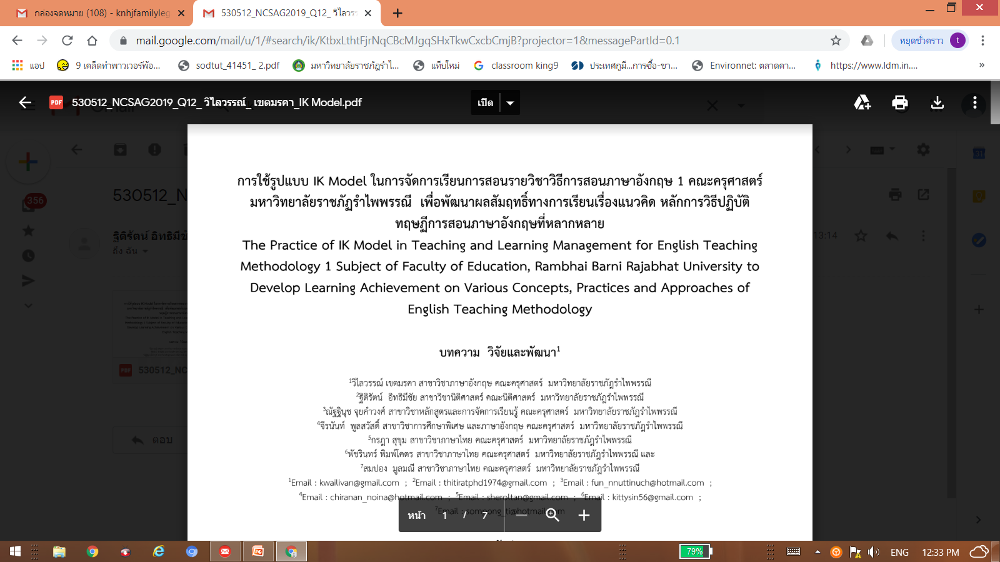 กล่องจดหมาย (108) - knhjfamilyleg
530512_NCSAG2019_Q12_ วิไลวรร
mail.google.com/mail/u/1/#search/ik/KtbxLthtFjrNqCBcMJgqSHxTkwCxcbCmjB?projector=1&messagePartId=0.1
หยุดชั่วคราว t
แอป
9 เคล็ดทำพาวเวอร์พ้อ...
sodtut_41451_ 2.pdf
มหาวิทยาลัยราชภัฏรำไ...
แท็บใหม่
classroom king9
ประเทศภูมี...การซื้อ-ขา...
Environnet: ตลาดคา...
https://www.ldm.in....
»
PDF 530512_NCSAG2019_Q12_ วิไลวรรณ์_ เขตมรคา_IK Model.pdf
เปิด
356
530512_N
ฐิติรัตน์ อิทธิมีชั
ถึง ฉัน
13:14
31
PDF 530512_NC
ตอบ
การใช้รูปแบบ IK Model ในการจัดการเรียนการสอนรายวิชาวิธีการสอนภาษาอังกฤษ 1 คณะครุศาสตร์
มหาวิทยาลัยราชภัฏรำไพพรรณี เพื่อพัฒนาผลสัมฤทธิ์ทางการเรียนเรื่องแนวคิด หลักการวิธีปฏิบัติ
ทฤษฏีการสอนภาษาอังกฤษที่หลากหลาย
The Practice of IK Model in Teaching and Learning Management for English Teaching
Methodology 1 Subject of Faculty of Education, Rambhai Barni Rajabhat University to
Develop Learning Achievement on Various Concepts, Practices and Approaches of
English Teaching Methodology
บทความ วิจัยและพัฒนา¹
¹วิไลวรรณ์ เขตมรคา สาขาวิชาภาษาอังกฤษ คณะครุศาสตร์ มหาวิทยาลัยราชภัฎรำไพพรรณี
²ฐิติรัตน์ อิทธิมีชัย สาขาวิชานิติศาสตร์ คณะนิติศาสตร์ มหาวิทยาลัยราชภัฎรำไพพรรณี
³ณัฐฐินุช จุยคำวงศ์ สาขาวิชาหลักสูตรและการจัดการเรียนรู้ คณะครุศาสตร์ มหาวิทยาลัยราชภัฎรำไพพรรณี
⁴จีรนันท์ พูลสวัสดิ์ สาขาวิชาการศึกษาพิเศษ และภาษาอังกฤษ คณะครุศาสตร์ มหาวิทยาลัยราชภัฎรำไพพรรณี
⁵กรฎา สุขุม สาขาวิชาภาษาไทย คณะครุศาสตร์ มหาวิทยาลัยราชภัฎรำไพพรรณี
⁶พัชรินทร์ พิมพ์โคตร สาขาวิชาภาษาไทย คณะครุศาสตร์ มหาวิทยาลัยราชภัฎรำไพพรรณี และ
⁷สมปอง มูลมณี สาขาวิชาภาษาไทย คณะครุศาสตร์ มหาวิทยาลัยราชภัฎรำไพพรรณี
¹Email : kwailivan@gmail.com ; ²Email : thitiratphd1974@gmail.com ; ³Email : fun_nnuttinuch@hotmail.com ;
⁴Email : chiranan_noina@hotmail.com ; ⁵Email : sheroltan@gmail.com ; ⁶Email : kittysin56@gmail.com ;
⁷Email : sompong_ti@hotmail.com
หน้า 1 / 7
79%
ENG
12:33 PM